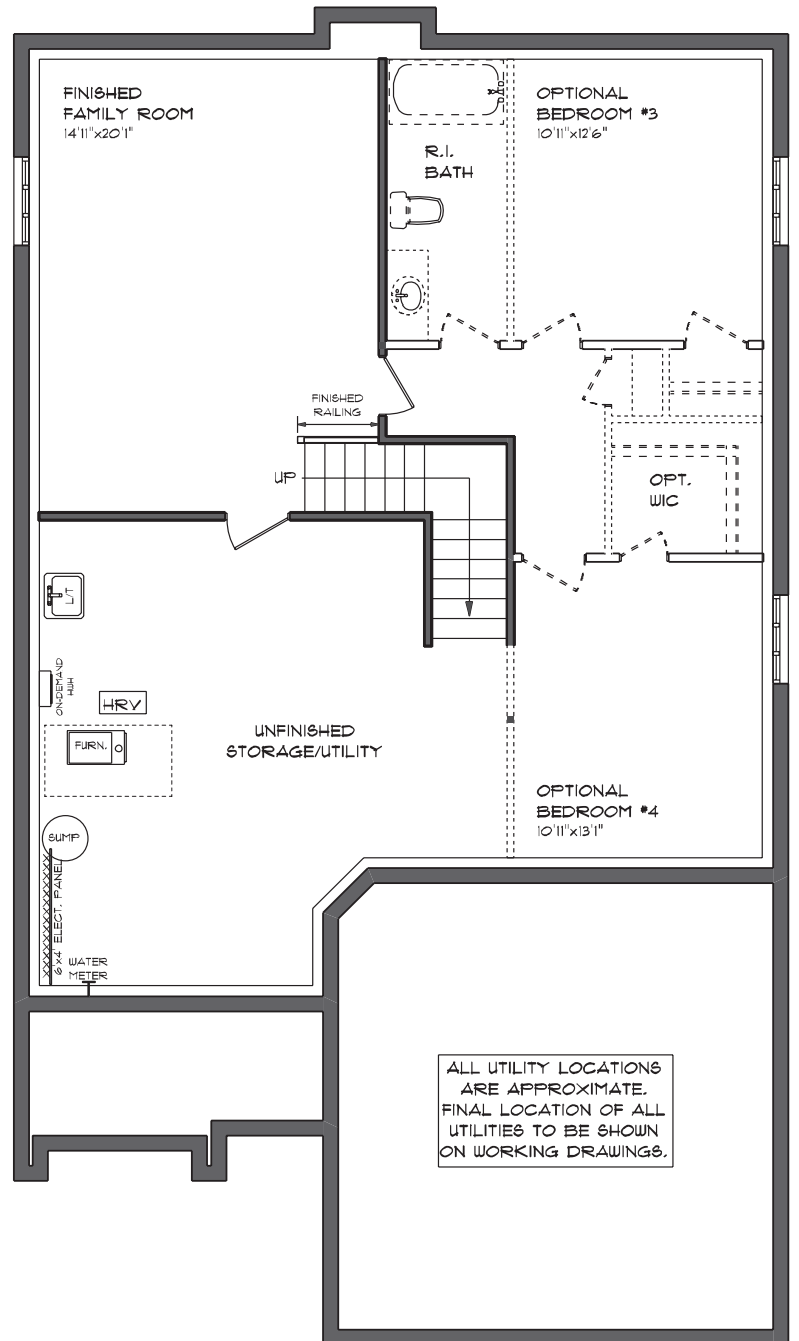 FINISHED
FAMILY ROOM
14'11"x20'1"
OPTIONAL
BEDROOM #3
10'11"x12'6"
R.I.
BATH
FINISHED
RAILING
UP
OPT.
WIC
L/T
ON-DEMAND
HWH
HRV
FURN.
UNFINISHED
STORAGE/UTILITY
OPTIONAL
BEDROOM #4
10'11"x13'1"
SUMP
6'x4' ELECT. PANEL
WATER
METER
ALL UTILITY LOCATIONS
ARE APPROXIMATE.
FINAL LOCATION OF ALL
UTILITIES TO BE SHOWN
ON WORKING DRAWINGS.